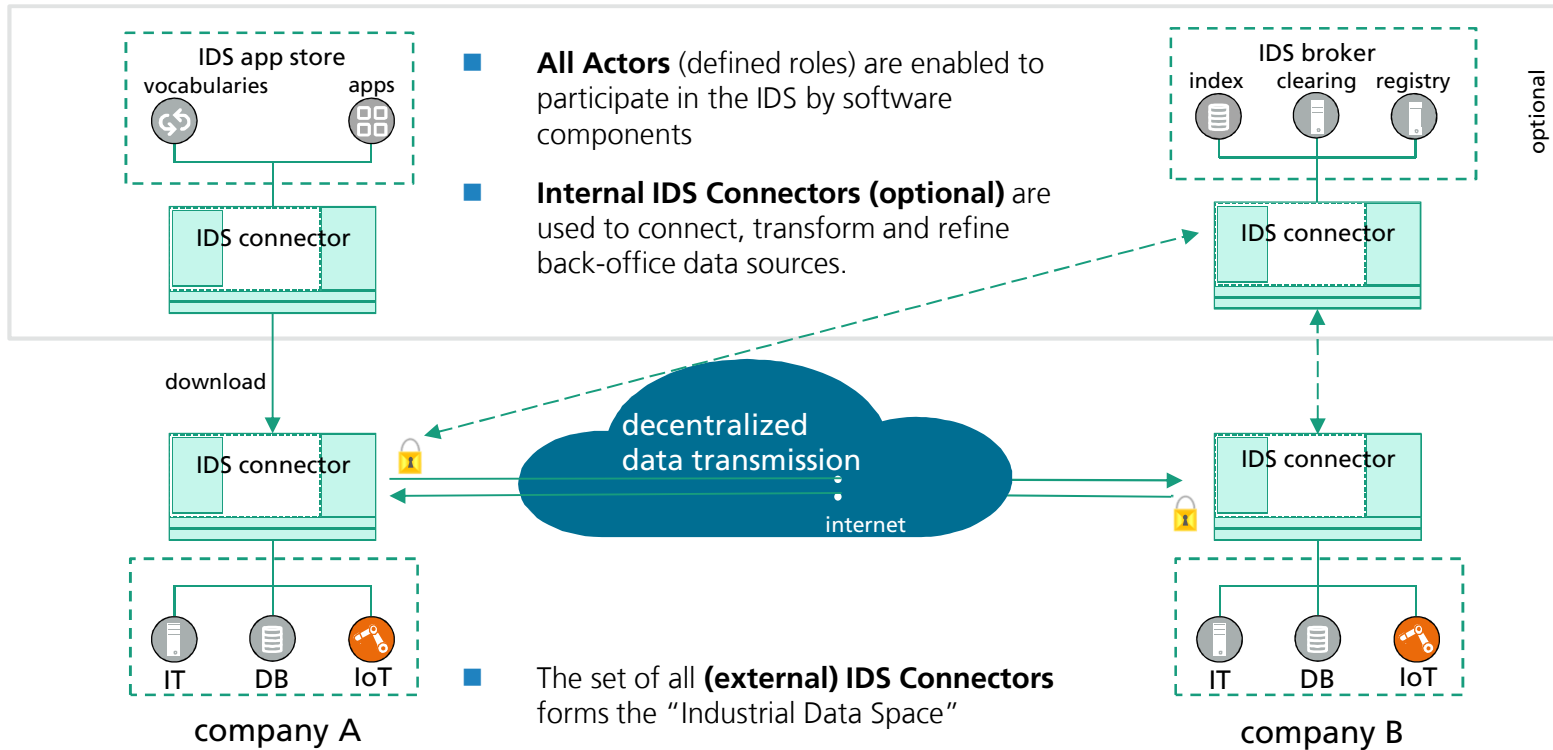 IDS app store
vocabularies
apps
IDS connector
All Actors (defined roles) are enabled to
participate in the IDS by software
components
Internal IDS Connectors (optional) are
used to connect, transform and refine
back-office data sources.
IDS broker
index
clearing
registry
optional
IDS connector
download
IDS connector
decentralized
data transmission
internet
IDS connector
IT
DB
IoT
company A
The set of all (external) IDS Connectors
forms the “Industrial Data Space”
IT
DB
IoT
company B